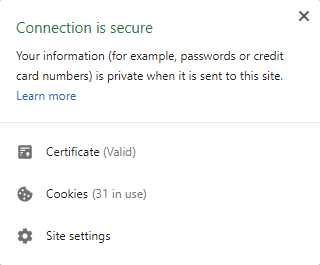 Connection is secure
Your information (for example, passwords or credit
card numbers) is private when it is sent to this site.
Learn more
Certificate (Valid)
Cookies (31 in use)
Site settings